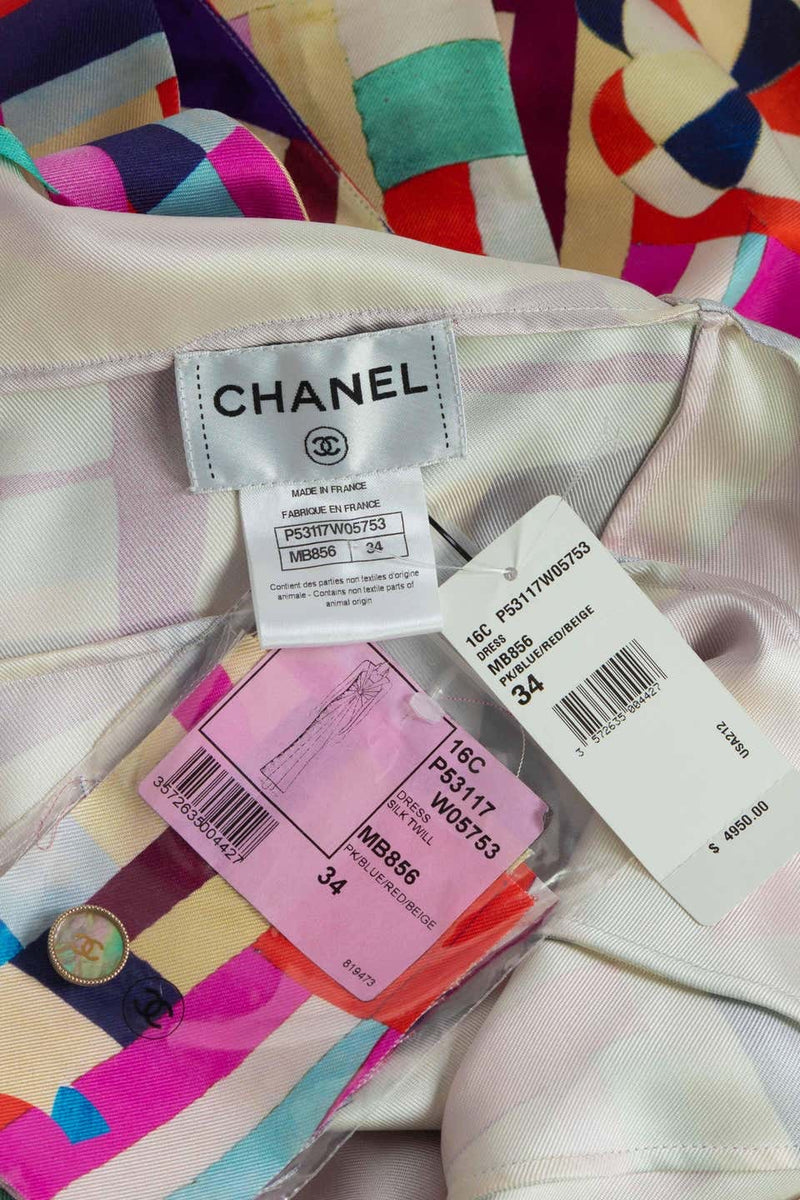 CHANEL
MADE IN FRANCE
FABRIQUE EN FRANCE
P53117W05753
MB856 34
Contient des parties non textiles d'origine
animale - Contains non textile parts of
animal origin
16C P53117W05753
DRESS
MB856
PK/BLUE/RED/BEIGE
34
3 572635 004427
USA212
$ 4950.00
16C
P53117
W05753
DRESS
SILK TWILL
MB856
PK/BLUE/RED/BEIGE
34
3572635004427
819473